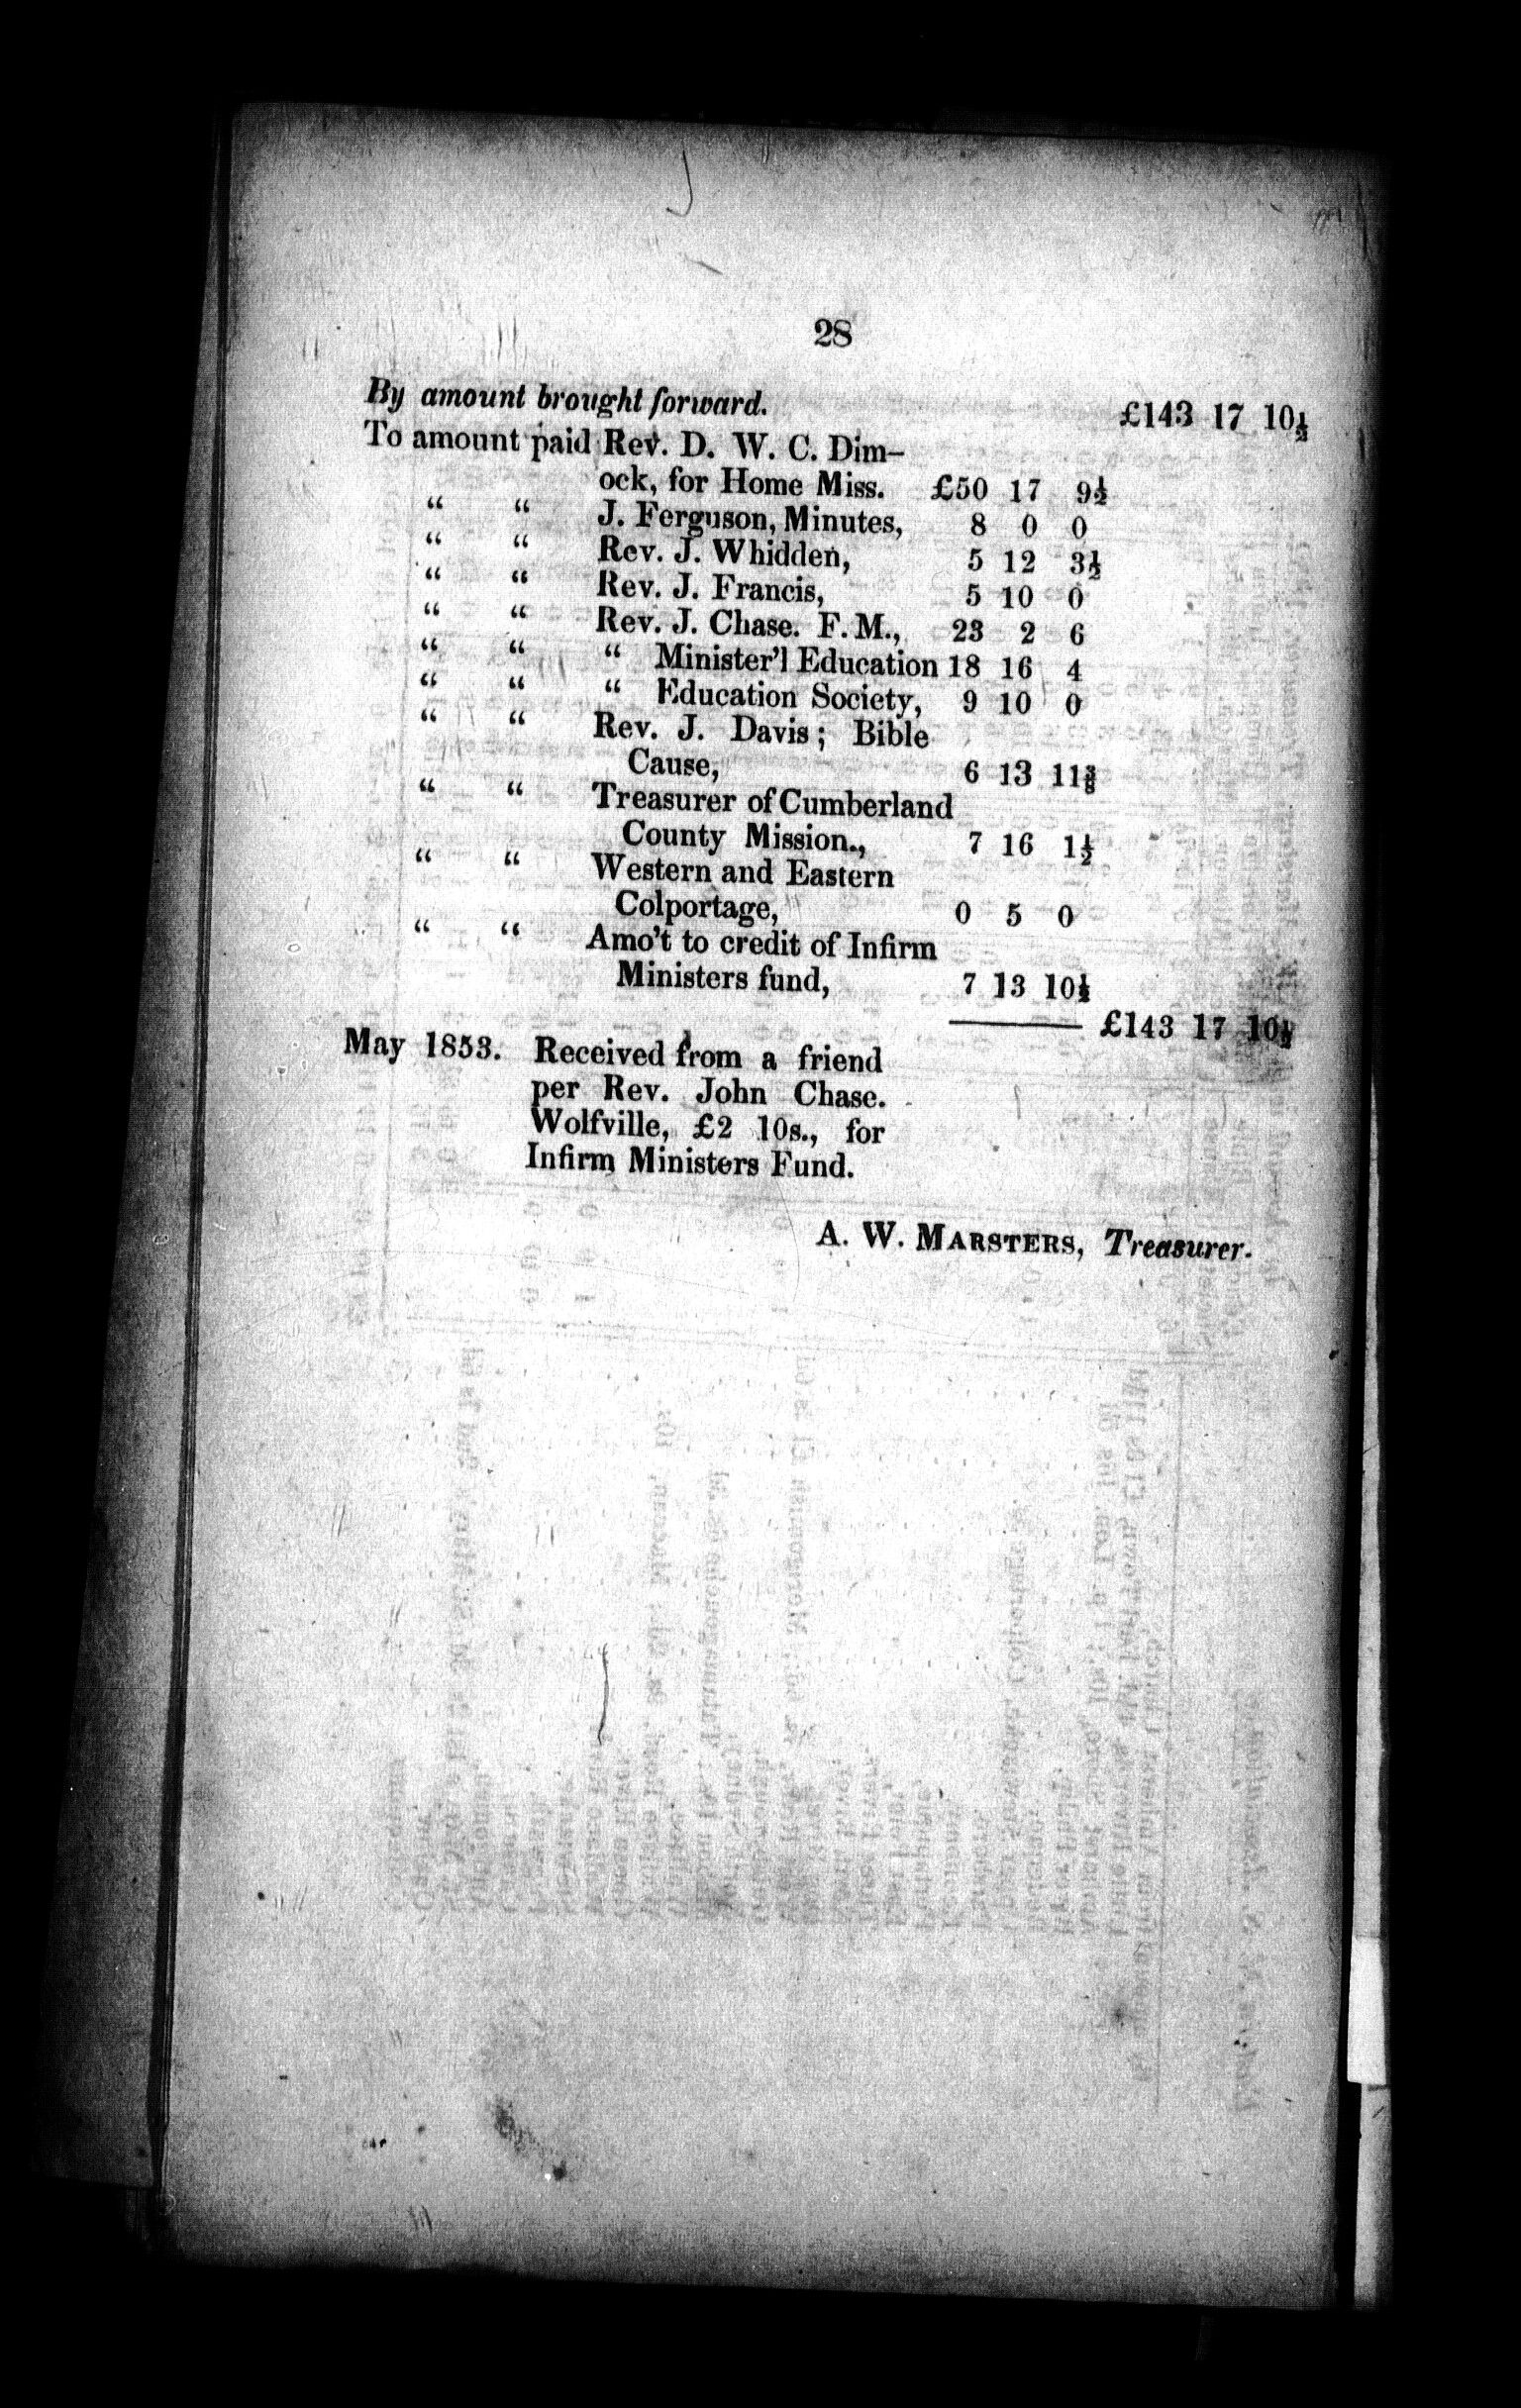 28
By amount brought forward. £143 17 10½
To amount paid Rev. D. W. C. Dim-
ock, for Home Miss. £50 17 9½
“ “ J. Ferguson, Minutes, 8 0 0
“ “ Rev. J. Whidden, 5 12 3½
“ “ Rev. J. Francis, 5 10 0
“ “ Rev. J. Chase. F. M., 23 2 6
“ “ “ Minister'l Education 18 16 4
“ “ “ Education Society, 9 10 0
“ “ Rev. J. Davis; Bible
Cause, 6 13 11⅜
“ “ Treasurer of Cumberland
County Mission., 7 16 1½
“ “ Western and Eastern
Colportage, 0 5 0
“ “ Amo't to credit of Infirm
Ministers fund, 7 13 10½
£143 17 10½
May 1853. Received from a friend
per Rev. John Chase.
Wolfville, £2 10s., for
Infirm Ministers Fund.
A. W. MARSTERS, Treasurer.